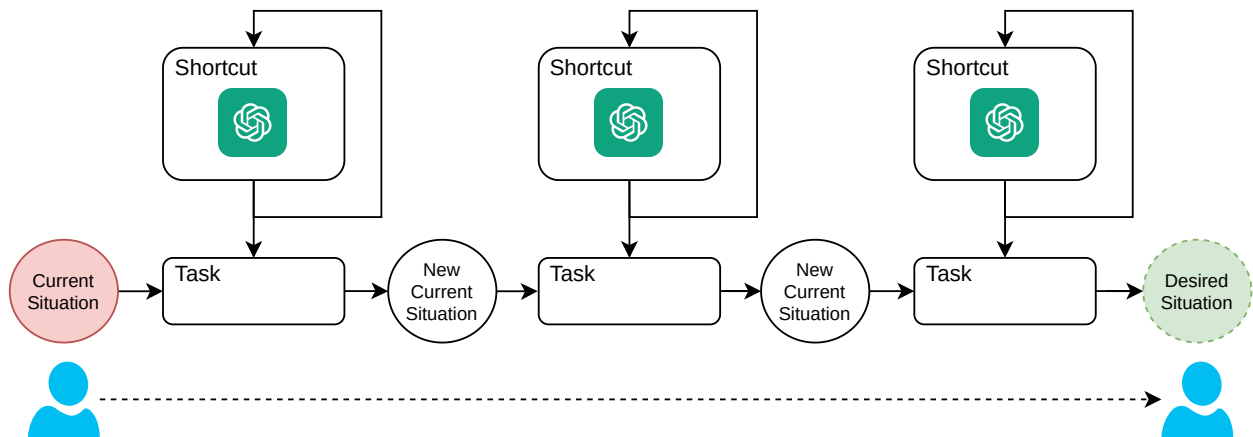 Shortcut
Shortcut
Shortcut
Current
Situation
Task
New
Current
Situation
Task
New
Current
Situation
Task
Desired
Situation